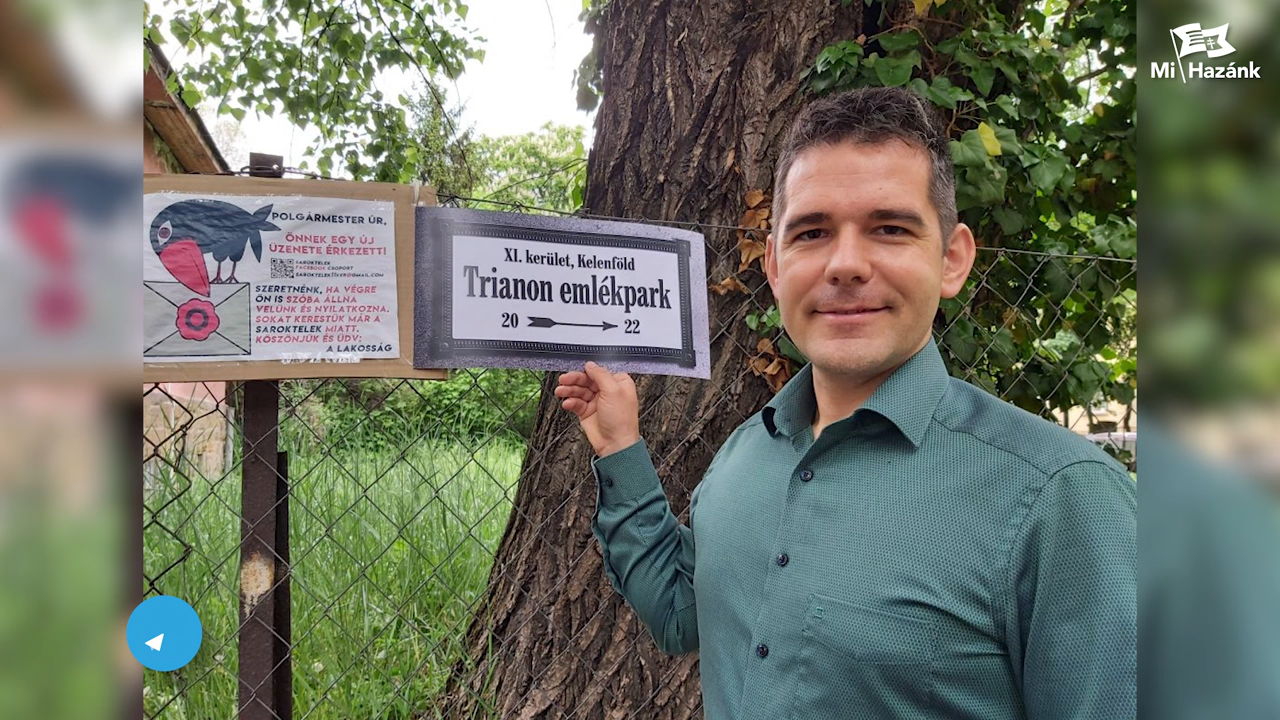 Mi Hazánk
POLGÁRMESTER ÚR,
ÖNNEK EGY ÚJ
ÜZENETE ÉRKEZETT!
SAROKTELEK
FACEBOOK CSOPORT
SZERETNÉNK, HA VÉGRE
ÖN IS SZÓBA ÁLLNA
VELÜNK ÉS NYILATKOZNA.
SOKAT KERESTÜK MÁR A
SAROKTELEK MIATT.
KÖSZÖNJÜK ÉS ÜDV:
A LAKOSSÁG
XI. kerület, Kelenföld
Trianon emlékpark
20 22